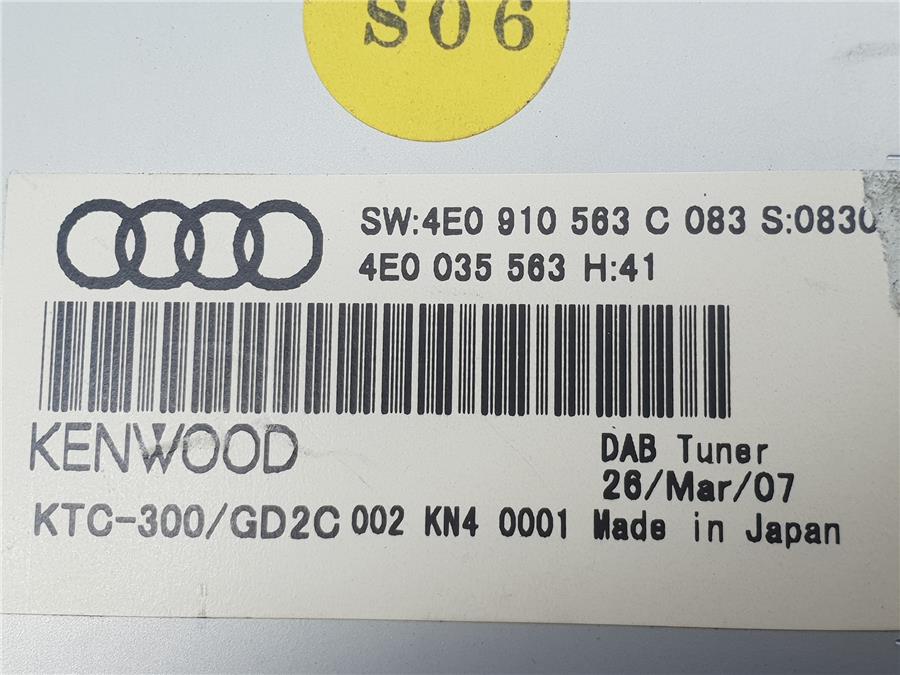 S06
SW:4E0 910 563 C 083 S:0830
4E0 035 563 H:41
KENWOOD
DAB Tuner
26/Mar/07
KTC-300/GD2C 002 KN4 0001 Made in Japan